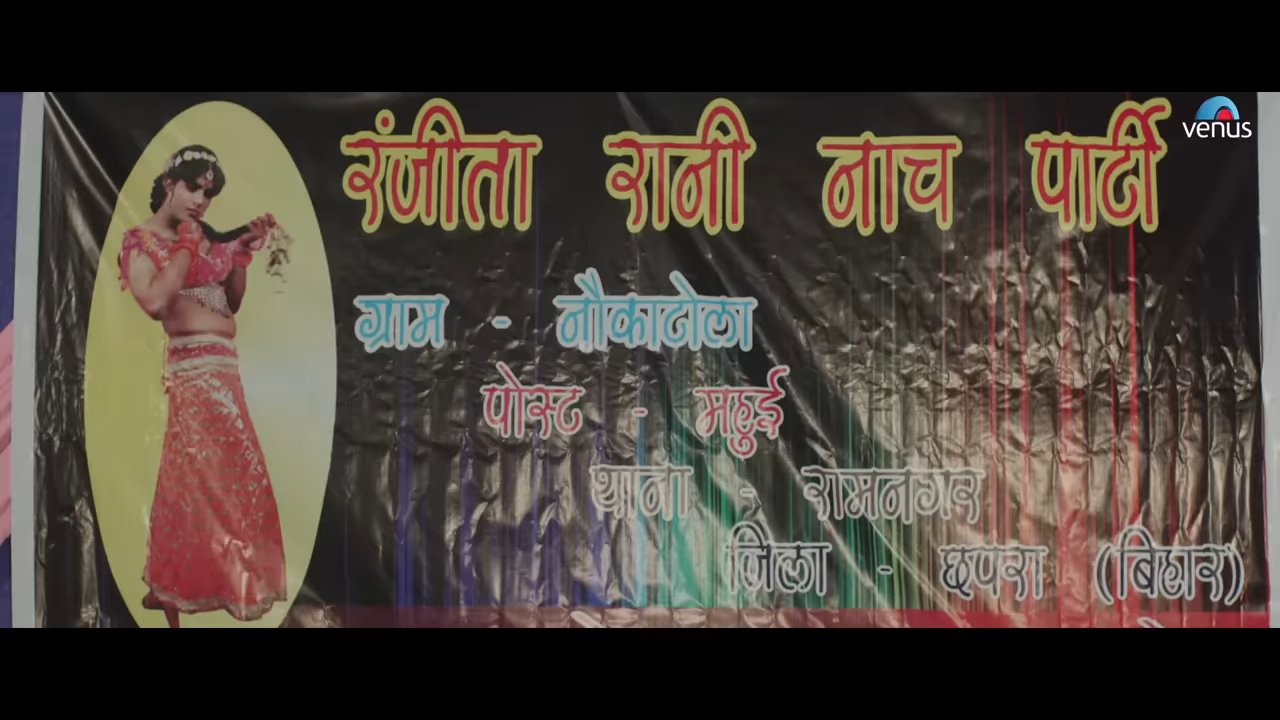 रंजीता रानी नाच पार्टी
venus
ग्राम - नौकाटोला
पोस्ट - महुई
थाना - रामनगर
जिला - छपरा (बिहार)